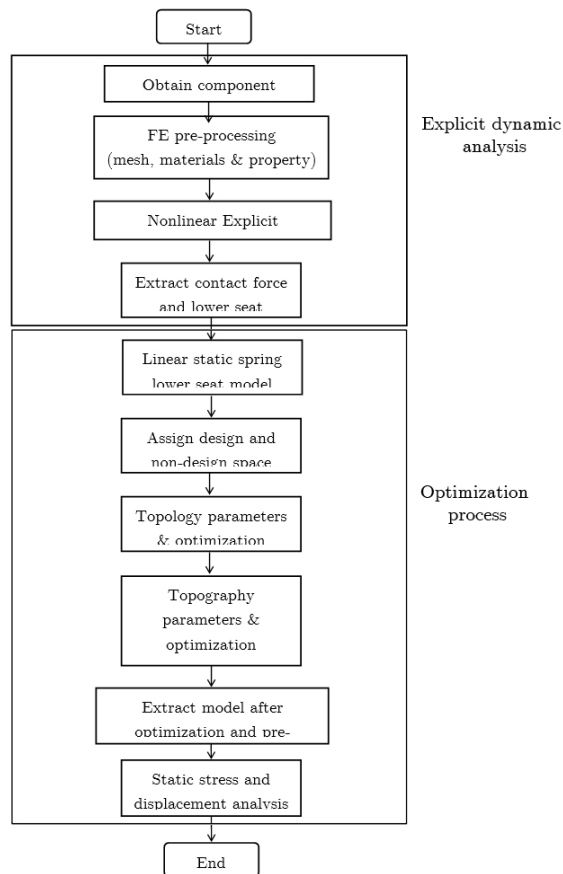 Start
Obtain component
FE pre-processing
(mesh, materials & property)
Explicit dynamic
analysis
Nonlinear Explicit
Extract contact force
and lower seat
Linear static spring
lower seat model
Assign design and
non-design space
Topology parameters
& optimization
Optimization
process
Topography
parameters &
optimization
Extract model after
optimization and pre-
Static stress and
displacement analysis
End